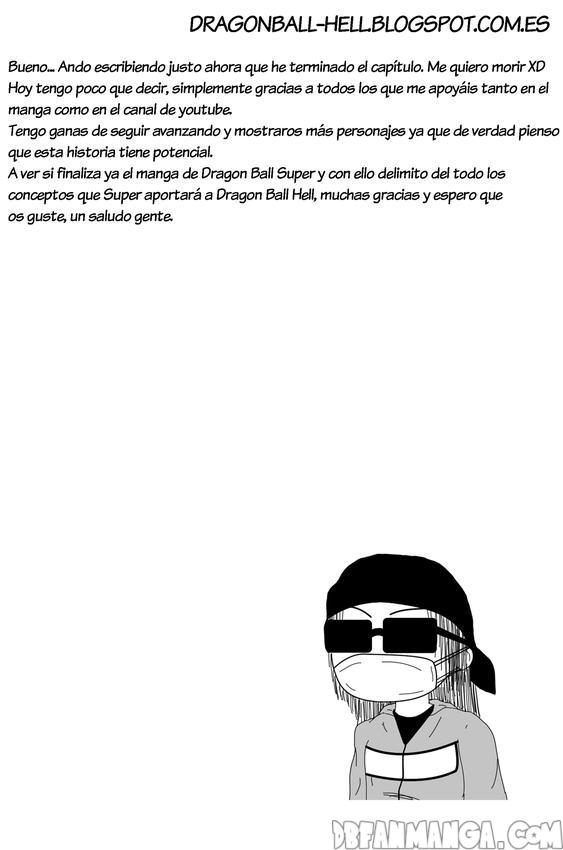 DRAGONBALL-HELL.BLOGSPOT.COM.ES
Bueno... Ando escribiendo justo ahora que he terminado el capítulo. Me quiero morir XD
Hoy tengo poco que decir, simplemente gracias a todos los que me apoyáis tanto en el
manga como en el canal de youtube.
Tengo ganas de seguir avanzando y mostraros más personajes ya que de verdad pienso
que esta historia tiene potencial.
A ver si finaliza ya el manga de Dragon Ball Super y con ello delimito del todo los
conceptos que Super aportará a Dragon Ball Hell, muchas gracias y espero que
os guste, un saludo gente.
DBFANMANGA.COM